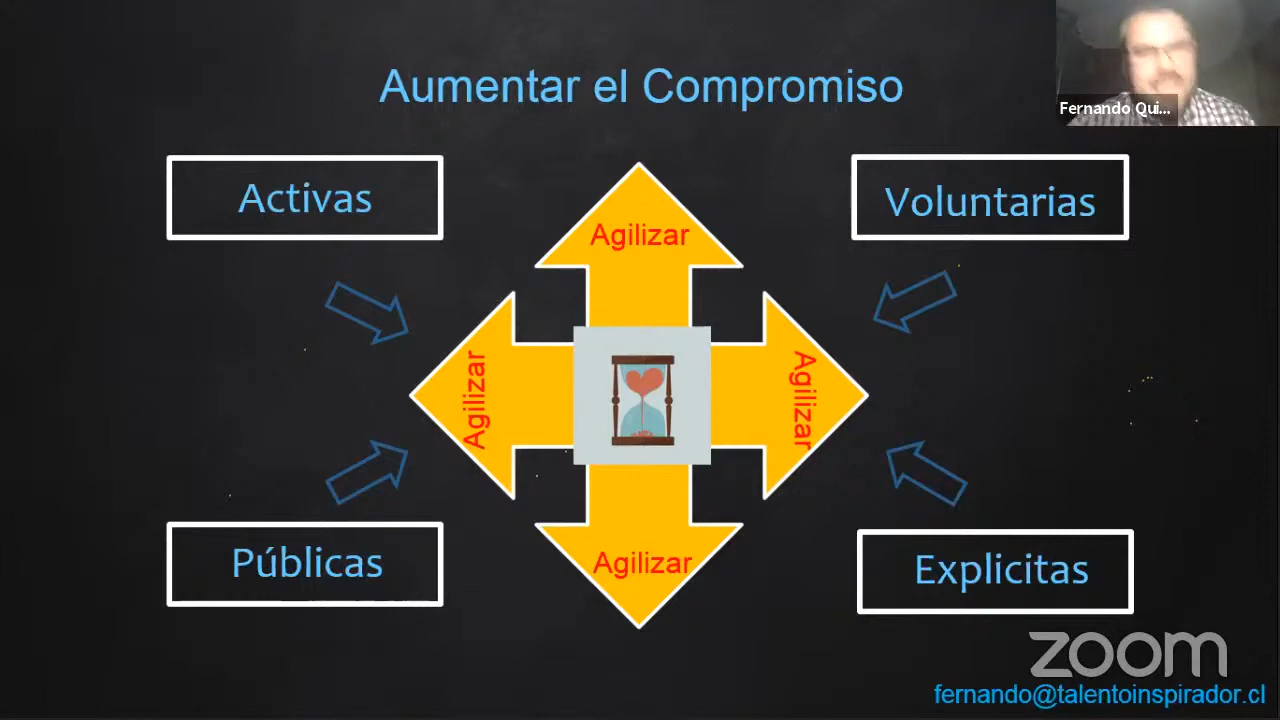 Aumentar el Compromiso
Fernando Qui...
Activas
Voluntarias
Agilizar
Agilizar
Agilizar
Agilizar
Públicas
Explicitas
zoom
fernando@talentoinspirador.cl